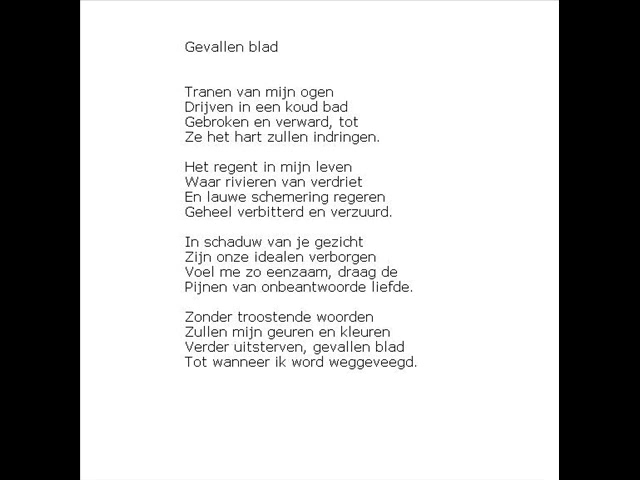 Gevallen blad

Tranen van mijn ogen
Drijven in een koud bad
Gebroken en verward, tot
Ze het hart zullen indringen.

Het regent in mijn leven
Waar rivieren van verdriet
En lauwe schemering regeren
Geheel verbitterd en verzuurd.

In schaduw van je gezicht
Zijn onze idealen verborgen
Voel me zo eenzaam, draag de
Pijnen van onbeantwoorde liefde.

Zonder troostende woorden
Zullen mijn geuren en kleuren
Verder uitsterven, gevallen blad
Tot wanneer ik word weggeveegd.